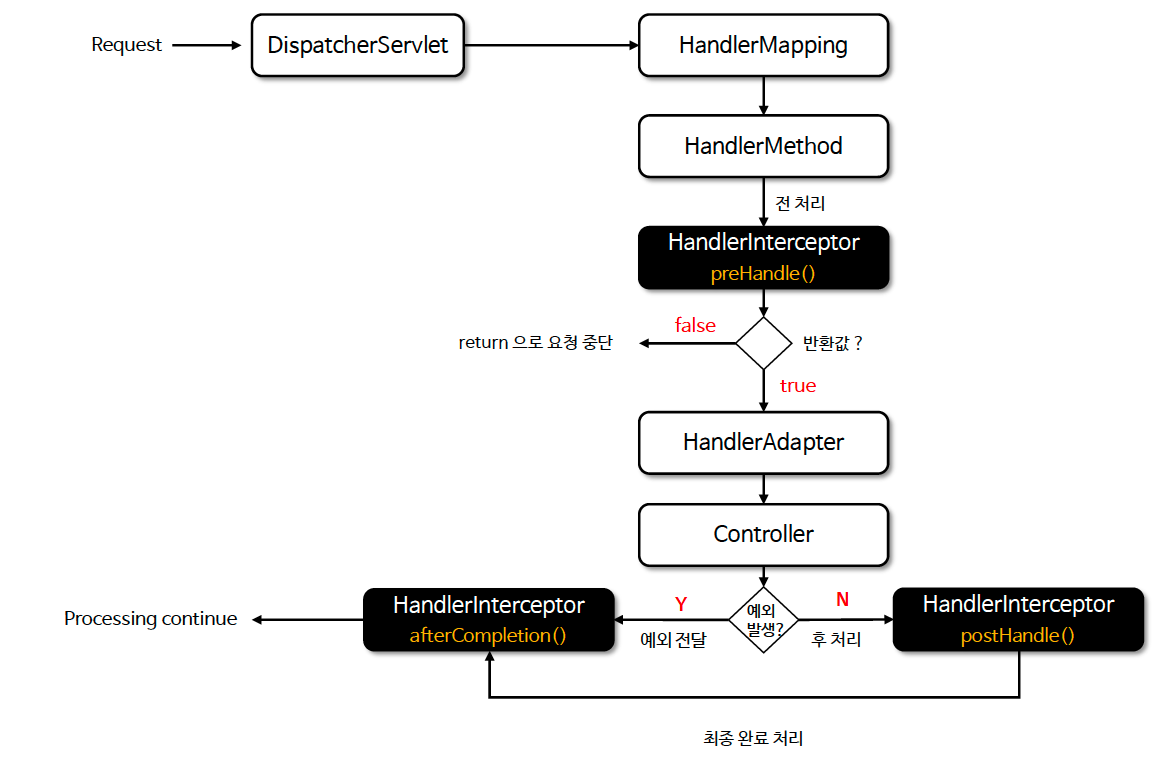 Request
DispatcherServlet
HandlerMapping
HandlerMethod
전 처리
HandlerInterceptor
preHandle()
false
return 으로 요청 중단
반환값 ?
true
HandlerAdapter
Controller
Processing continue
HandlerInterceptor
afterCompletion()
Y
예외 전달
예외
발생?
N
후 처리
HandlerInterceptor
postHandle()
최종 완료 처리